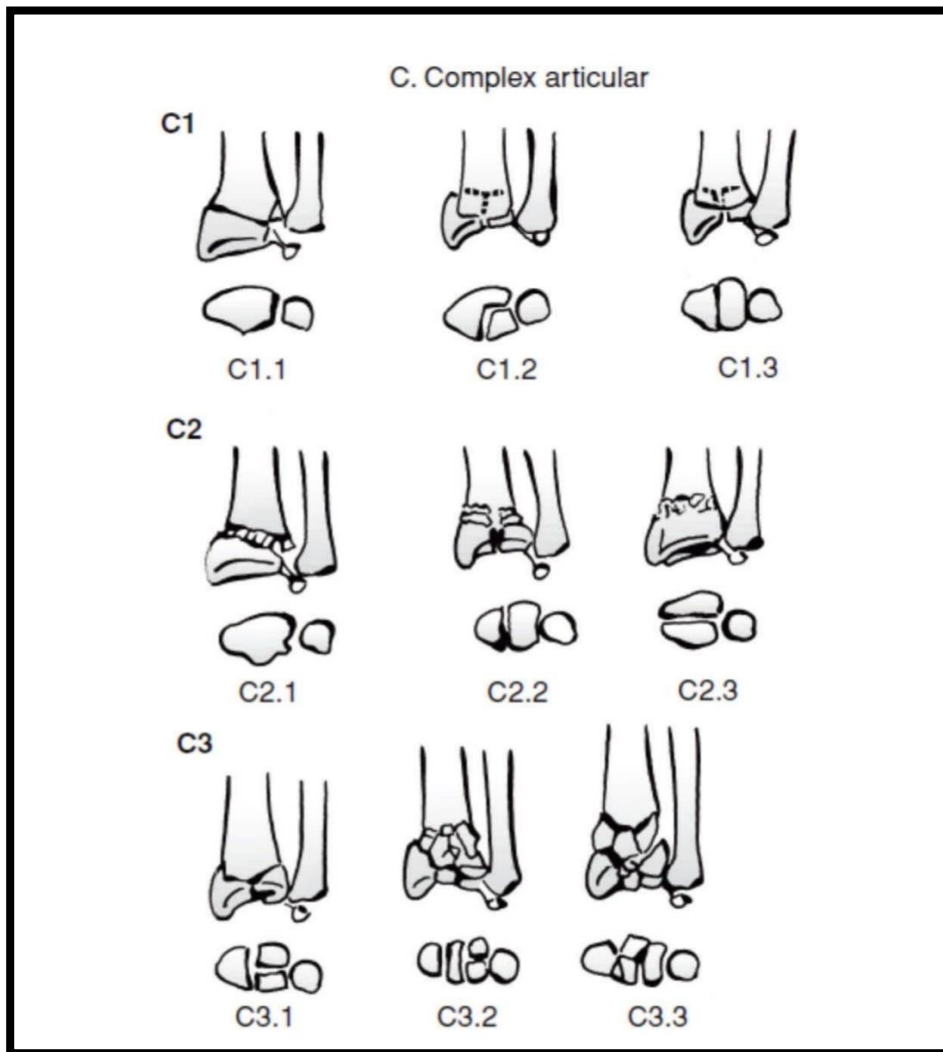 C. Complex articular
C1
C1.1 C1.2 C1.3
C2
C2.1 C2.2 C2.3
C3
C3.1 C3.2 C3.3